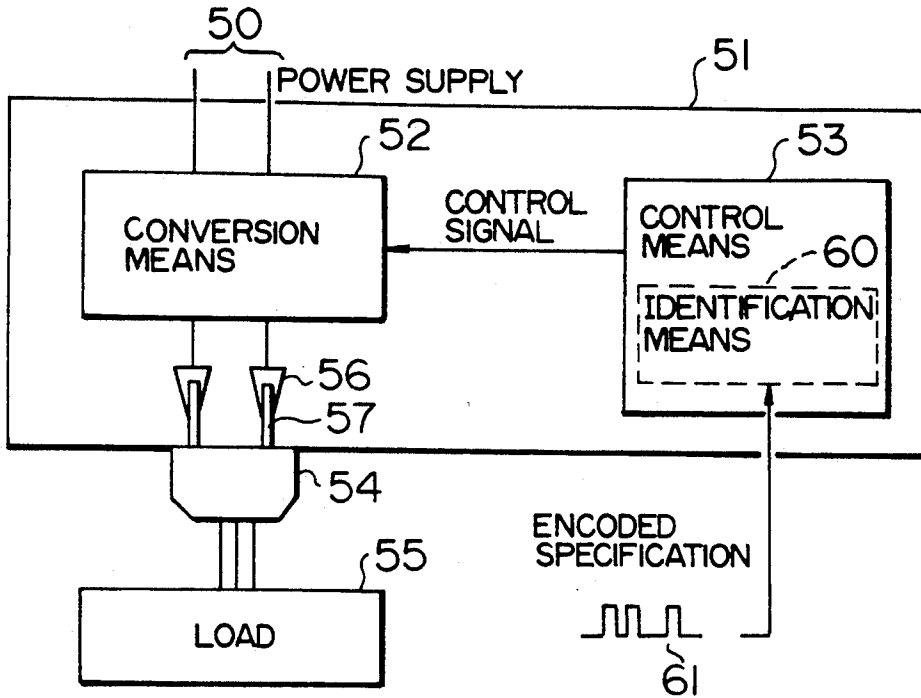 50
POWER SUPPLY
51
52
53
CONVERSION
MEANS
CONTROL
SIGNAL
CONTROL
MEANS
60
IDENTIFICATION
MEANS
56
57
54
ENCODED
SPECIFICATION
55
LOAD
61